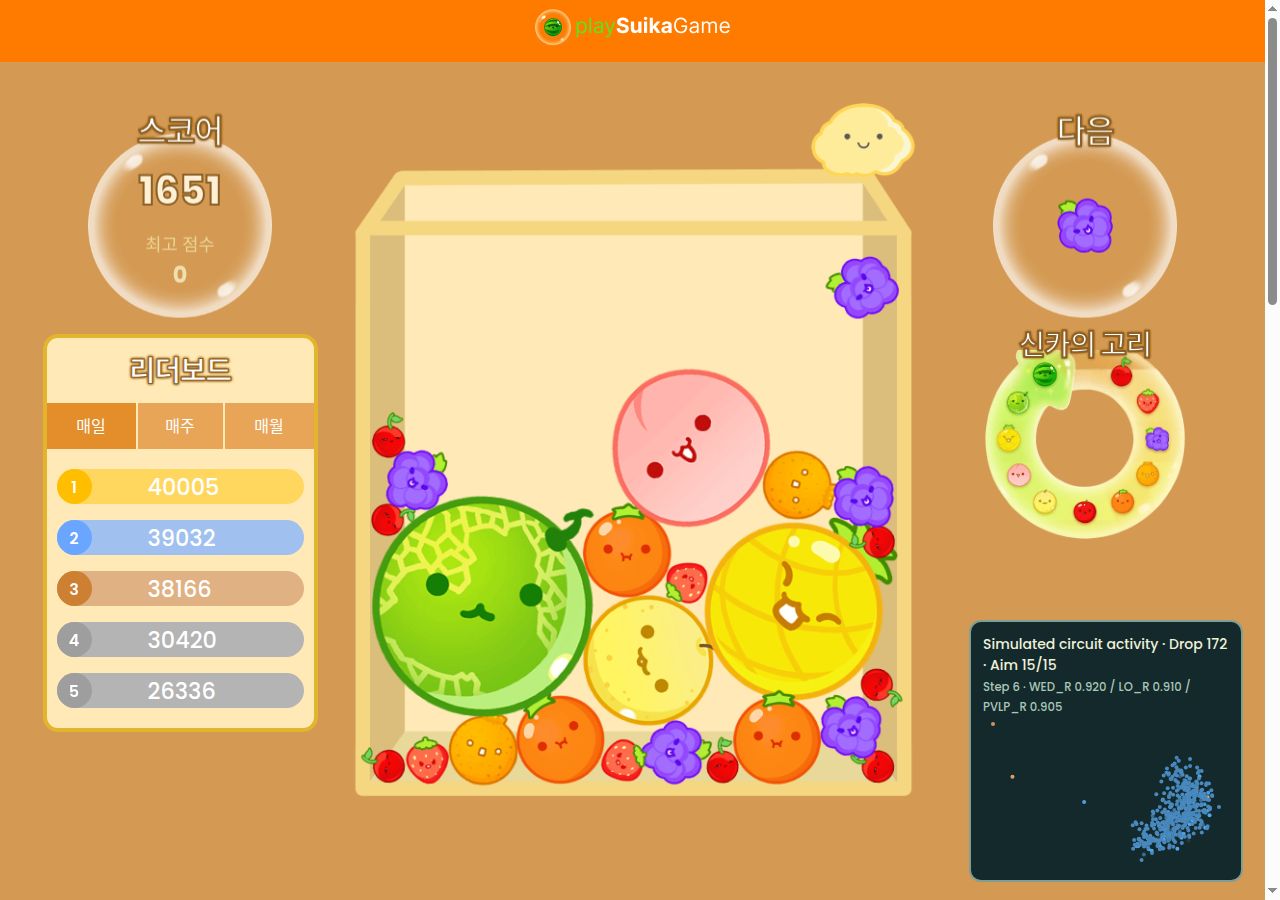 playSuikaGame
스코어
1651
최고 점수
0
리더보드
매일
매주
매월
1 40005
2 39032
3 38166
4 30420
5 26336
다음
신카의 고리
Simulated circuit activity · Drop 172
· Aim 15/15
Step 6 · WED_R 0.920 / LO_R 0.910 /
PVLP_R 0.905